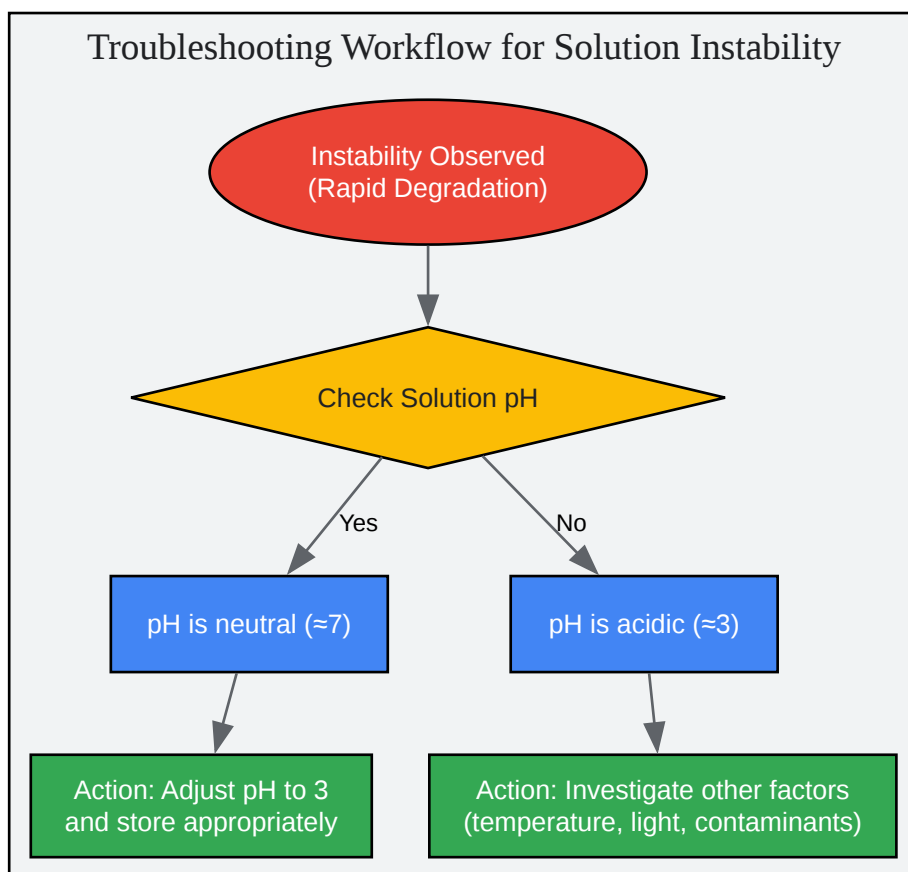 Troubleshooting Workflow for Solution Instability
Instability Observed
(Rapid Degradation)
Check Solution pH
Yes
No
pH is neutral (≈7)
pH is acidic (≈3)
Action: Adjust pH to 3
and store appropriately
Action: Investigate other factors
(temperature, light, contaminants)